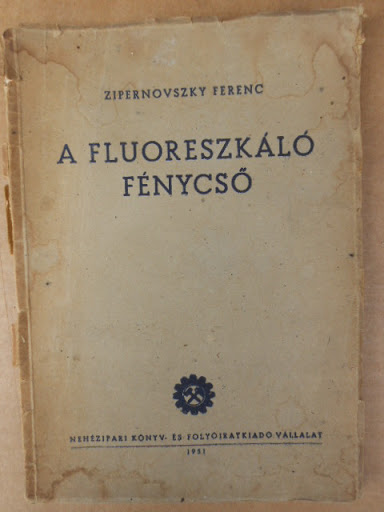 ZIPERNOVSZKY FERENC
A FLUORESZKÁLÓ
FÉNYCSŐ
NEHÉZIPARI KÖNYV- ÉS FOLYÓIRATKIADÓ VÁLLALAT
1951